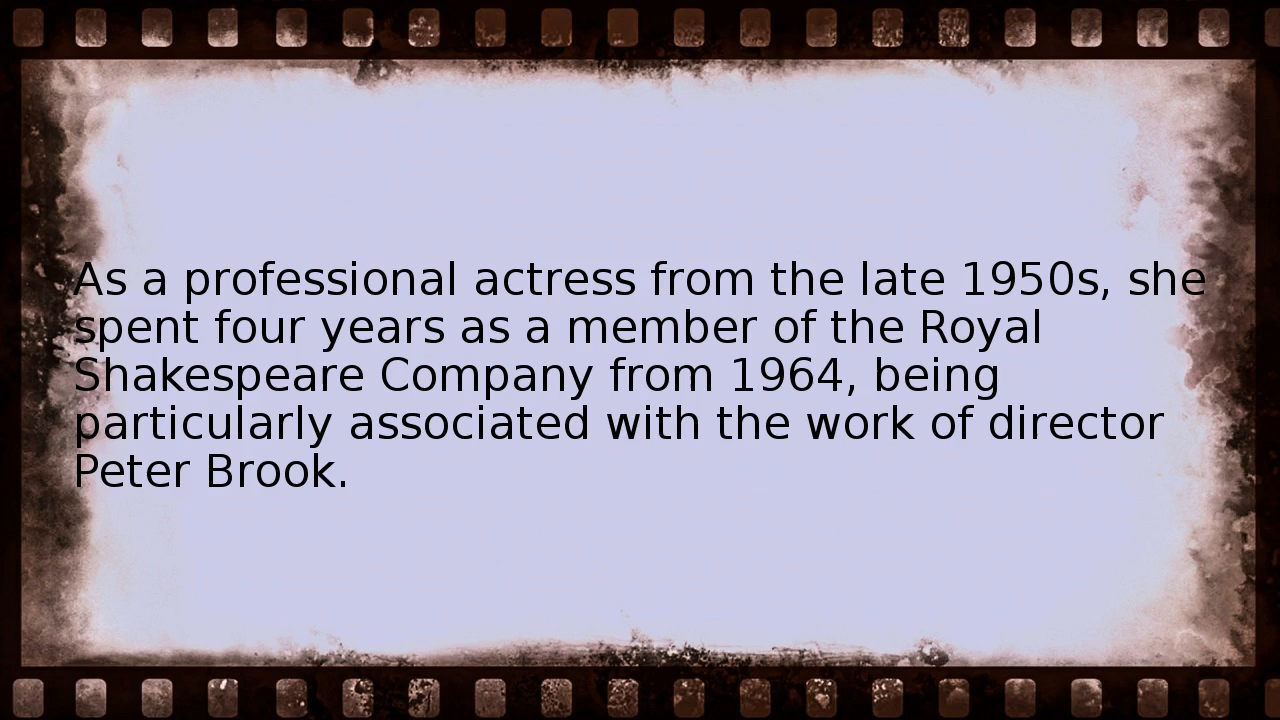 As a professional actress from the late 1950s, she
spent four years as a member of the Royal
Shakespeare Company from 1964, being
particularly associated with the work of director
Peter Brook.